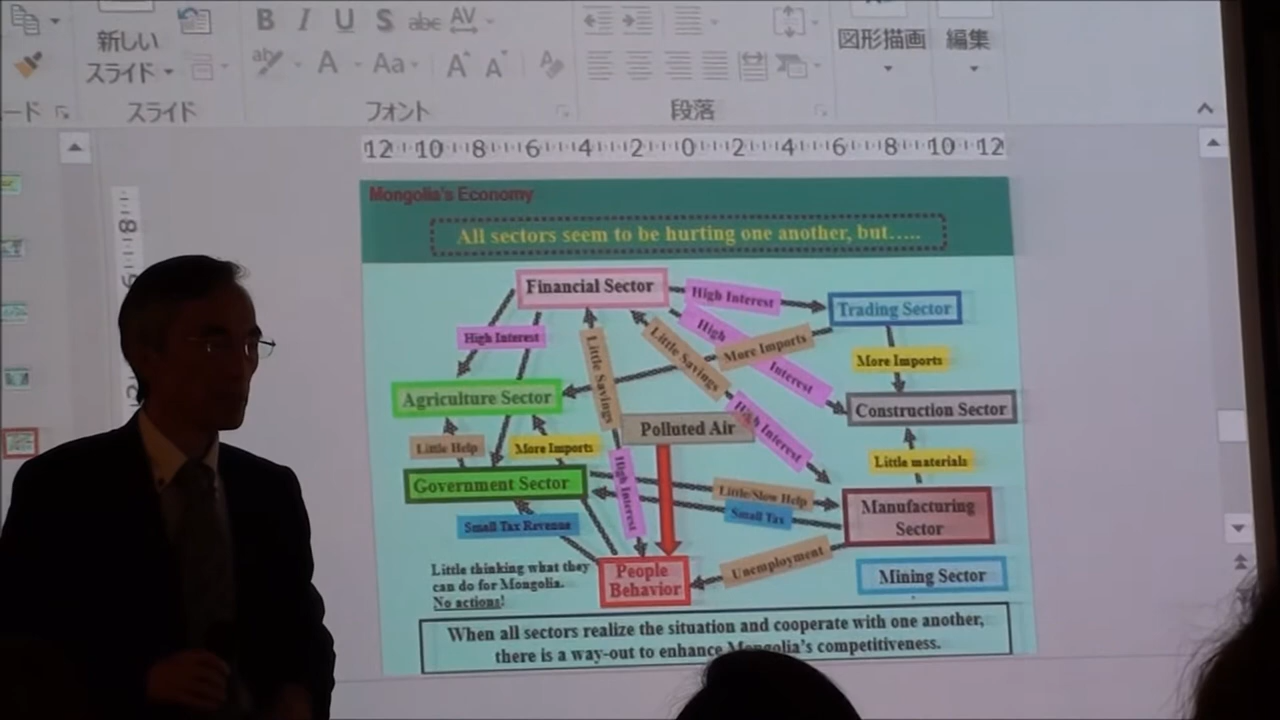 B I U S abc AV
新しい
スライド
A Aa A A
図形描画
編集
ード
スライド
フォント
段落
12 10 8 6 4 2 0 2 4 6 8 10 12
8
Mongolia's Economy
All sectors seem to be hurting one another, but…..
Financial Sector
High Interest
Trading Sector
High Interest
High Interest
Little Savings
Little Savings
More Imports
More Imports
Agriculture Sector
Construction Sector
Polluted Air
High Interest
Little Help
More Imports
Little materials
Government Sector
High Interest
Little/Slow Help
Small Tax
Manufacturing
Sector
Small Tax Revenue
Unemployment
Little thinking what they
can do for Mongolia.
No actions!
People
Behavior
Mining Sector
When all sectors realize the situation and cooperate with one another,
there is a way-out to enhance Mongolia's competitiveness.